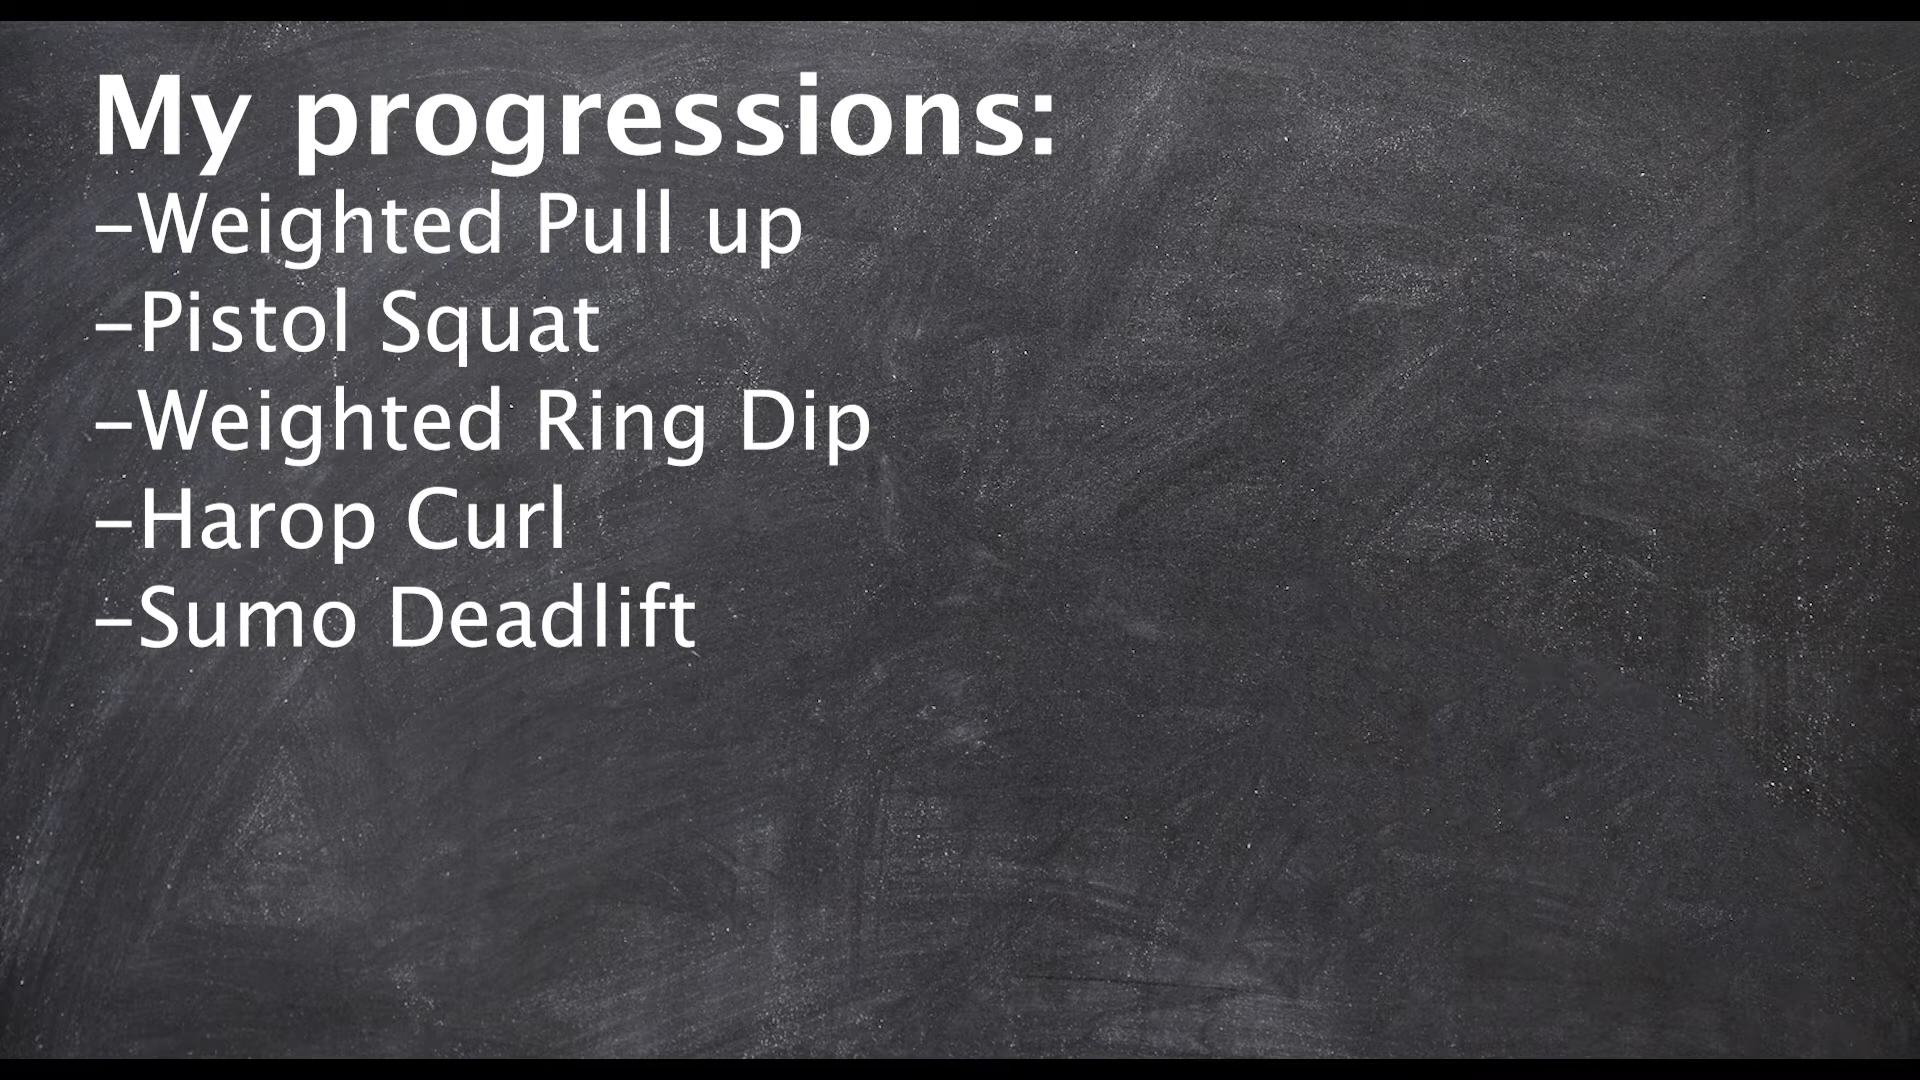 My progressions:
-Weighted Pull up
-Pistol Squat
-Weighted Ring Dip
-Harop Curl
-Sumo Deadlift